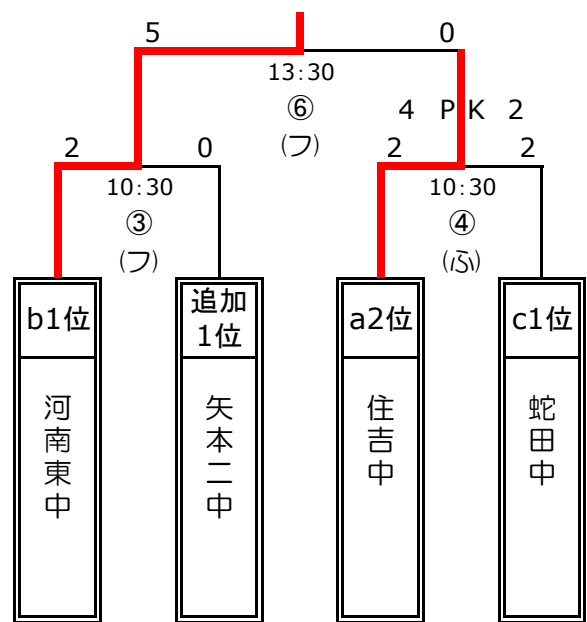 5 0
13:30
⑥
(フ)
4 PK 2
2 0 2 2
10:30 10:30
③ ④
(フ) (ふ)
b1位 追加1位 a2位 c1位
河南東中 矢本二中 住吉中 蛇田中